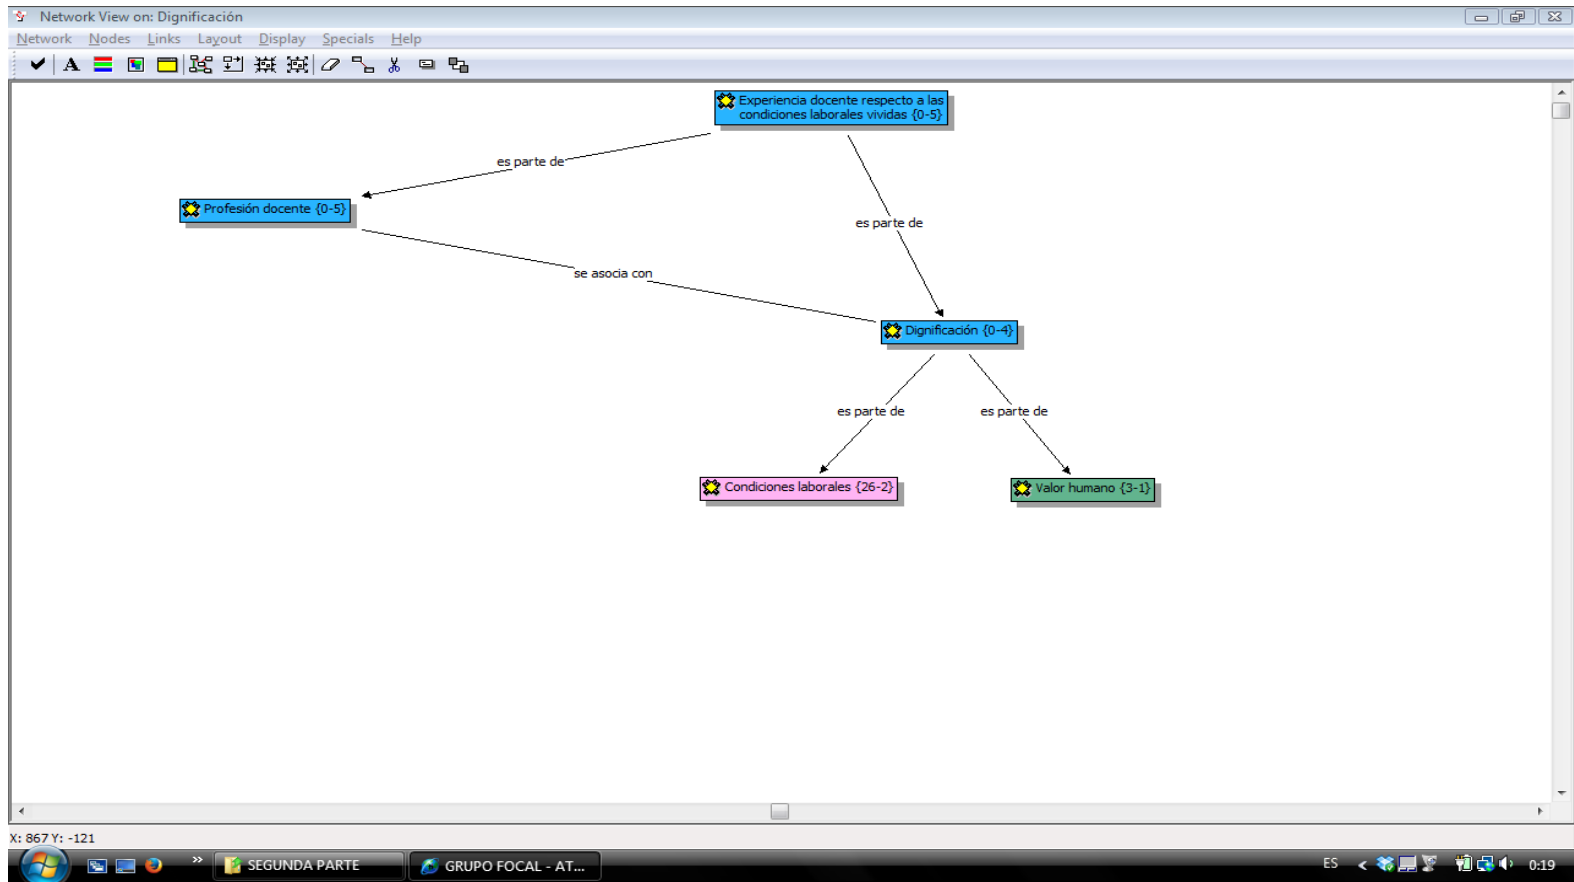 Network View on: Dignificación
Network Nodes Links Layout Display Specials Help
A
Experiencia docente respecto a las
condiciones laborales vividas {0-5}
es parte de
Profesión docente {0-5}
es parte de
se asocia con
Dignificación {0-4}
es parte de
es parte de
Condiciones laborales {26-2}
Valor humano {3-1}
X: 867 Y: -121
SEGUNDA PARTE
GRUPO FOCAL - AT...
ES
0:19